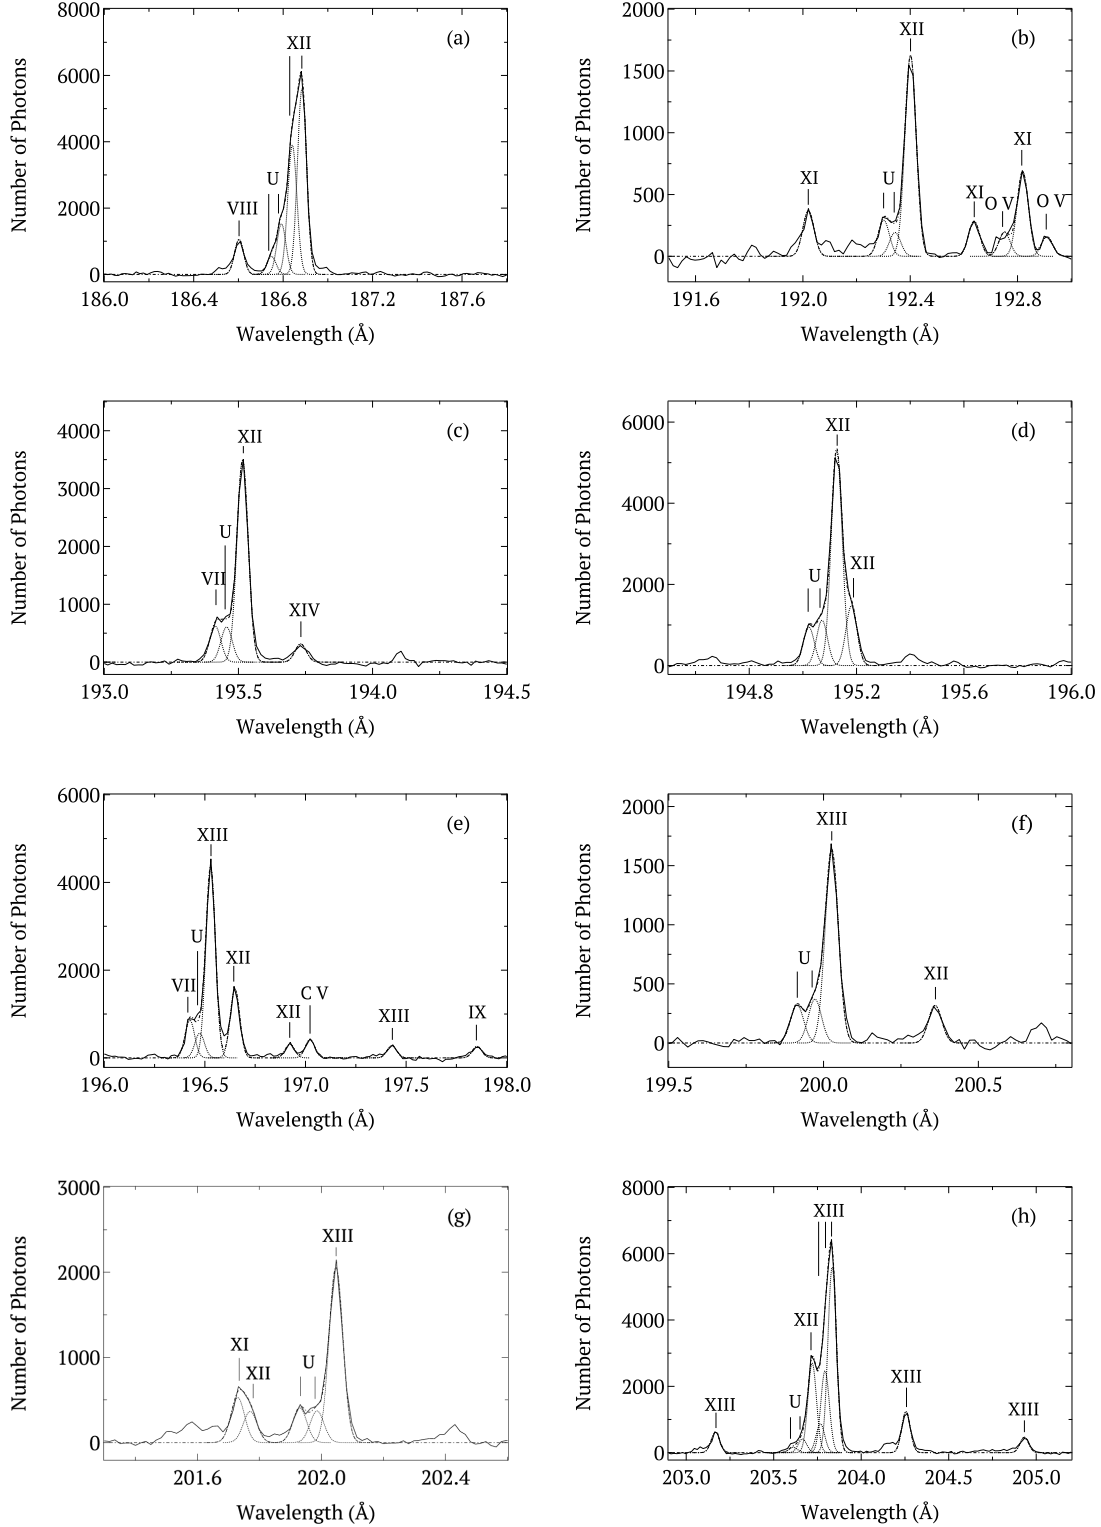 (a)
XII
U
VIII
8000
6000
4000
2000
0
Number of Photons
186.0 186.4 186.8 187.2 187.6
Wavelength (Å)
(b)
XII
XI
XI
U
XI
O V
O V
2000
1500
1000
500
0
Number of Photons
191.6 192.0 192.4 192.8
Wavelength (Å)
(c)
XII
U
VII
XIV
4000
3000
2000
1000
0
Number of Photons
193.0 193.5 194.0 194.5
Wavelength (Å)
(d)
XII
XII
U
6000
4000
2000
0
Number of Photons
194.8 195.2 195.6 196.0
Wavelength (Å)
(e)
XIII
U
XII
VII
C V
XII
XIII
IX
6000
4000
2000
0
Number of Photons
196.0 196.5 197.0 197.5 198.0
Wavelength (Å)
(f)
XIII
U
XII
2000
1500
1000
500
0
Number of Photons
199.5 200.0 200.5
Wavelength (Å)
(g)
XIII
XI
U
XII
3000
2000
1000
0
Number of Photons
201.6 202.0 202.4
Wavelength (Å)
(h)
XIII
XII
XIII
U
XIII
XIII
8000
6000
4000
2000
0
Number of Photons
203.0 203.5 204.0 204.5 205.0
Wavelength (Å)